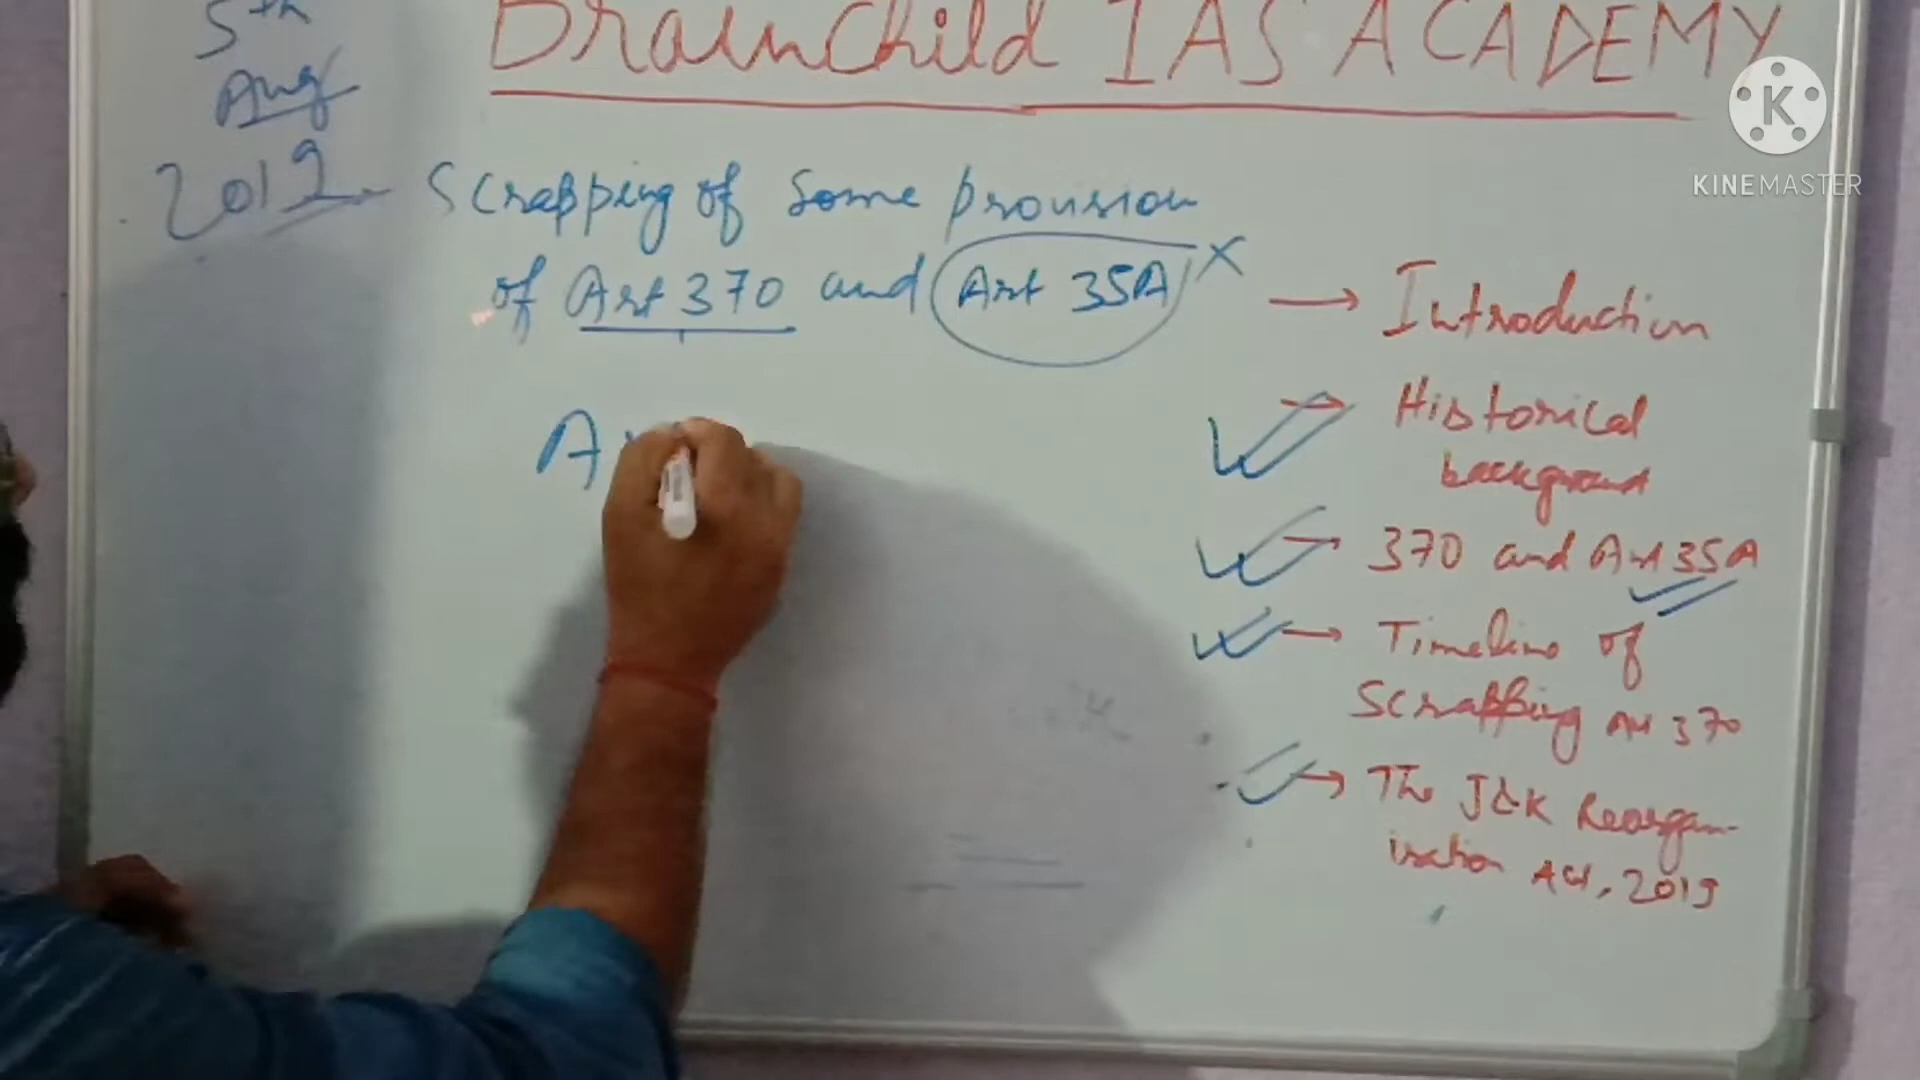 5th
Aug
2019
Brainchild IAS ACADEMY
Scrapping of Some provision
of Art 370 and Art 35A X
→ Introduction
→ Historical
background
→ 370 and Art 35A
→ Timeline of
Scrapping Art 370
→ The J&K Reorgan-
isation Act, 2019
A
K
KINEMASTER